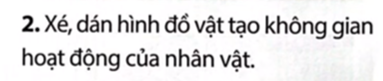 2. Xé, dán hình đồ vật tạo không gian
hoạt động của nhân vật.